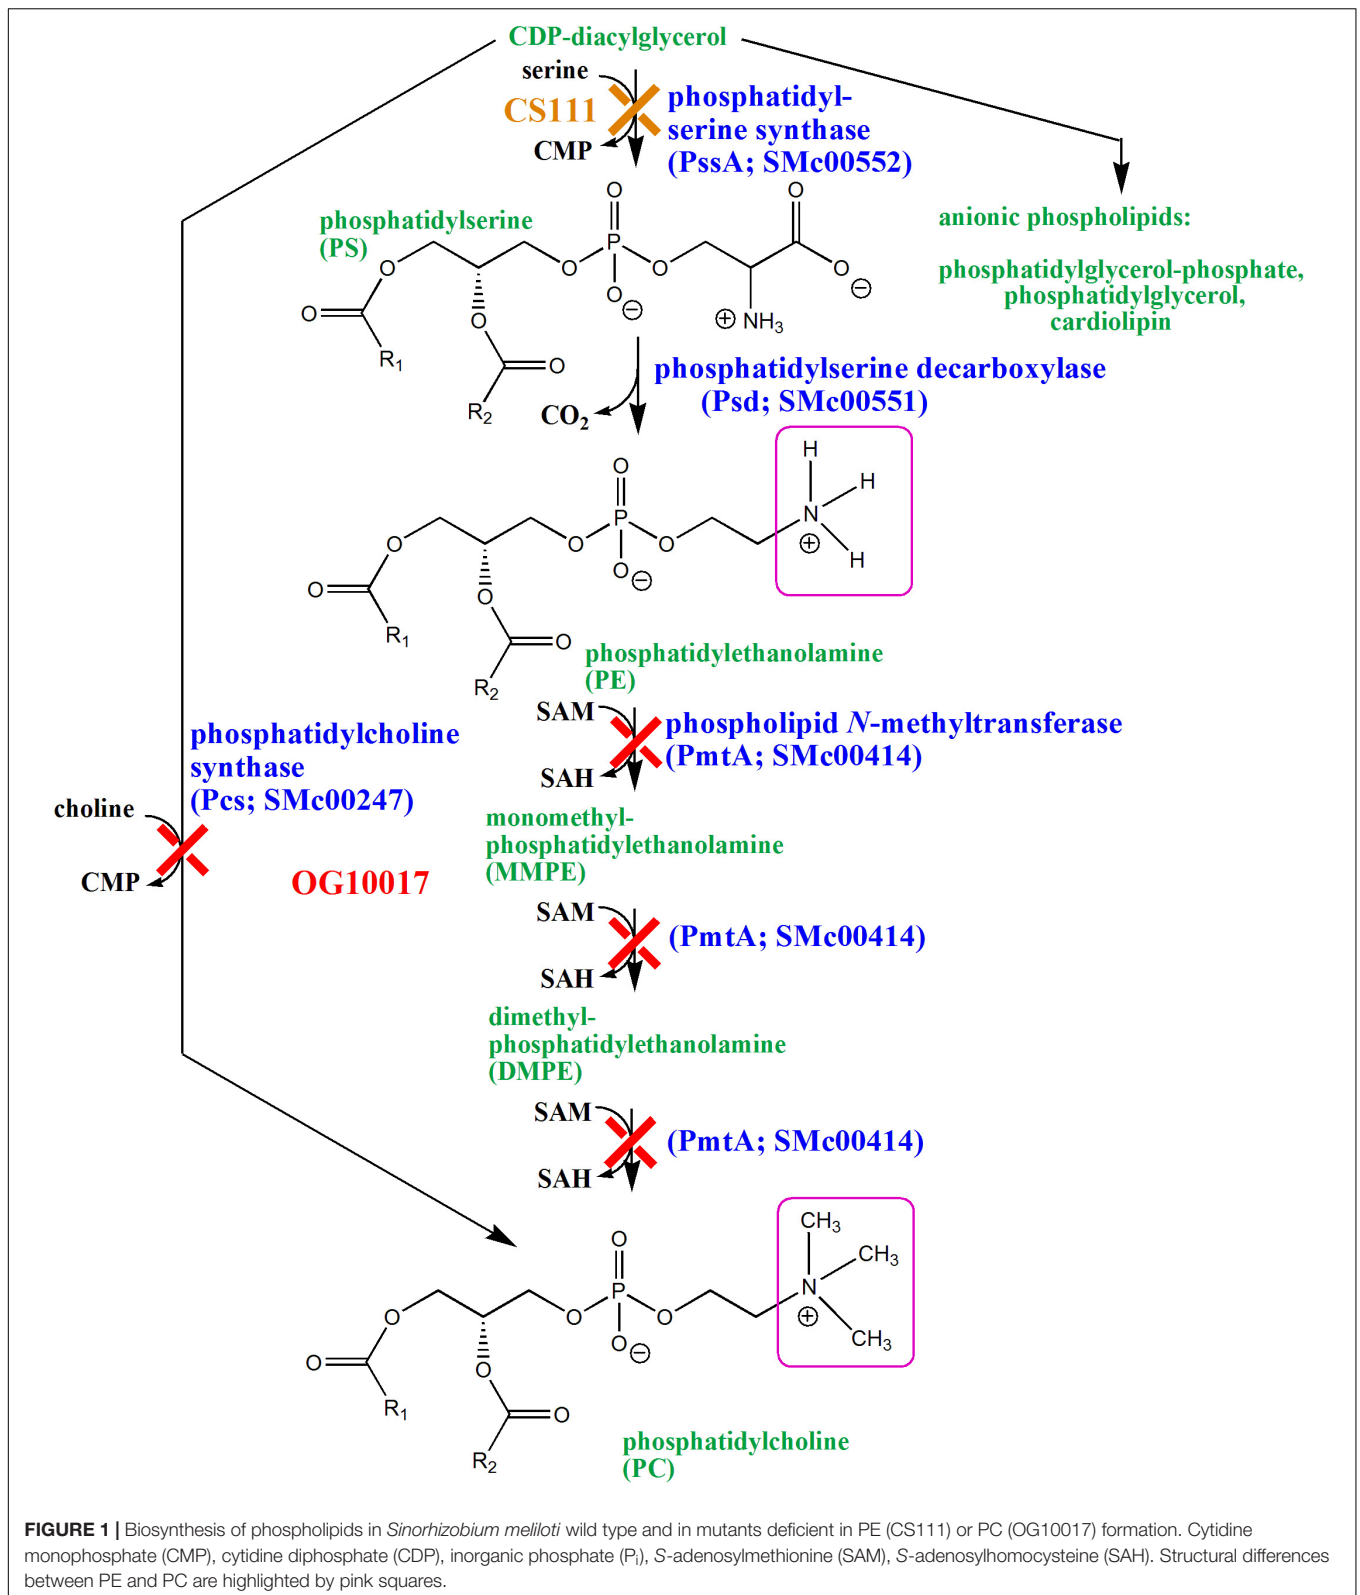 CDP-diacylglycerol
serine
CS111
CMP
phosphatidyl-
serine synthase
(PssA; SMc00552)
anionic phospholipids:
phosphatidylglycerol-phosphate,
phosphatidylglycerol,
cardiolipin
phosphatidylserine
(PS)
O
O
P
O
O
O
O
⊖
O
⊖
⊕ NH3
O
O
R1
O
R2
phosphatidylserine decarboxylase
(Psd; SMc00551)
CO2
H
H
N
⊕
H
O
P
O
O
O
O
⊖
O
O
R1
O
R2
phosphatidylethanolamine
(PE)
SAM
SAH
phospholipid N-methyltransferase
(PmtA; SMc00414)
phosphatidylcholine
synthase
(Pcs; SMc00247)
choline
CMP
OG10017
monomethyl-
phosphatidylethanolamine
(MMPE)
SAM
SAH
(PmtA; SMc00414)
dimethyl-
phosphatidylethanolamine
(DMPE)
SAM
SAH
(PmtA; SMc00414)
CH3
CH3
N
⊕
CH3
O
P
O
O
O
O
⊖
O
O
R1
O
R2
phosphatidylcholine
(PC)
FIGURE 1 | Biosynthesis of phospholipids in Sinorhizobium meliloti wild type and in mutants deficient in PE (CS111) or PC (OG10017) formation. Cytidine
monophosphate (CMP), cytidine diphosphate (CDP), inorganic phosphate (Pi), S-adenosylmethionine (SAM), S-adenosylhomocysteine (SAH). Structural differences
between PE and PC are highlighted by pink squares.